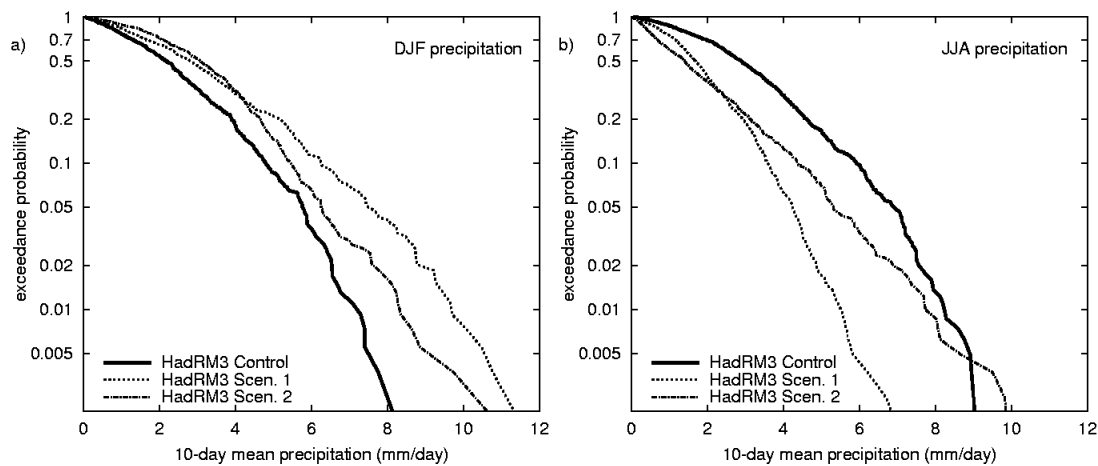 a)
DJF precipitation
exceedance probability
1
0.7
0.5
0.2
0.1
0.05
0.02
0.01
0.005
HadRM3 Control
HadRM3 Scen. 1
HadRM3 Scen. 2
0 2 4 6 8 10 12
10-day mean precipitation (mm/day)
b)
JJA precipitation
exceedance probability
1
0.7
0.5
0.2
0.1
0.05
0.02
0.01
0.005
HadRM3 Control
HadRM3 Scen. 1
HadRM3 Scen. 2
0 2 4 6 8 10 12
10-day mean precipitation (mm/day)